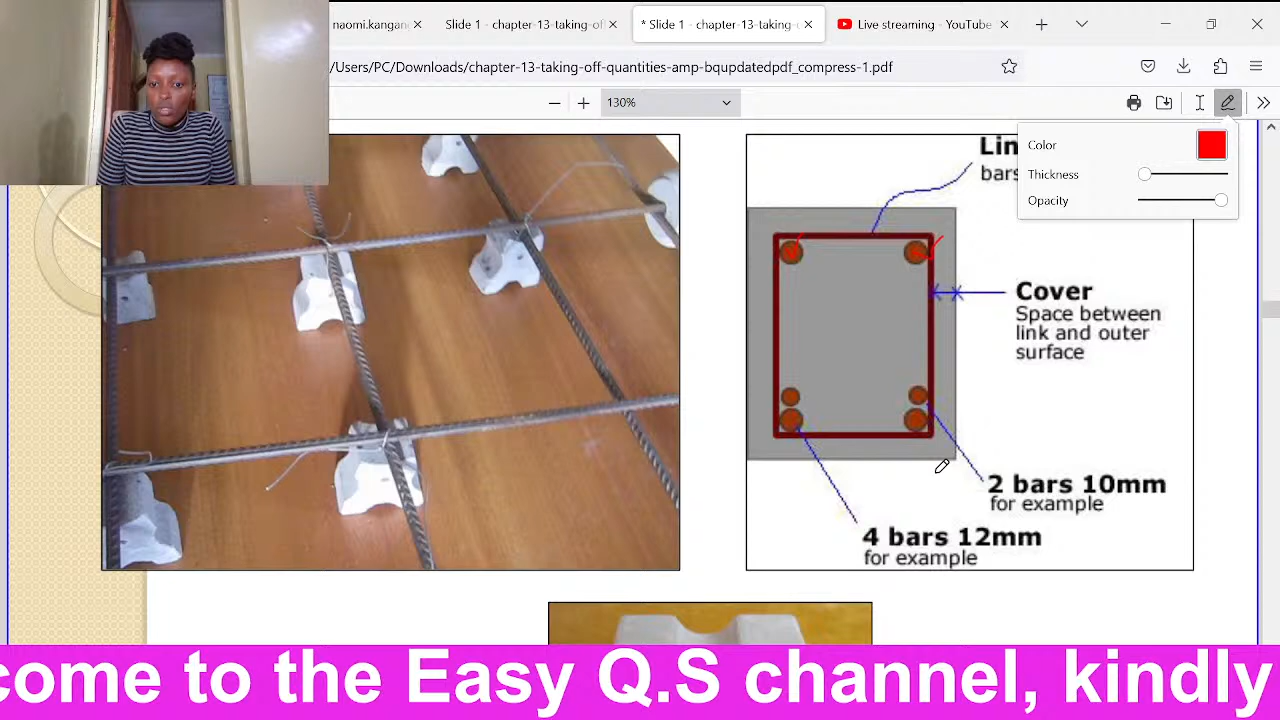 naomi.kangan
Slide 1 - chapter-13-taking-of
* Slide 1 - chapter-13-taking-
Live streaming - YouTube
/Users/PC/Downloads/chapter-13-taking-off-quantities-amp-bqupdatedpdf_compress-1.pdf
130%
Color
Thickness
Opacity
Lin
bars
Cover
Space between
link and outer
surface
2 bars 10mm
for example
4 bars 12mm
for example
come to the Easy Q.S channel, kindly